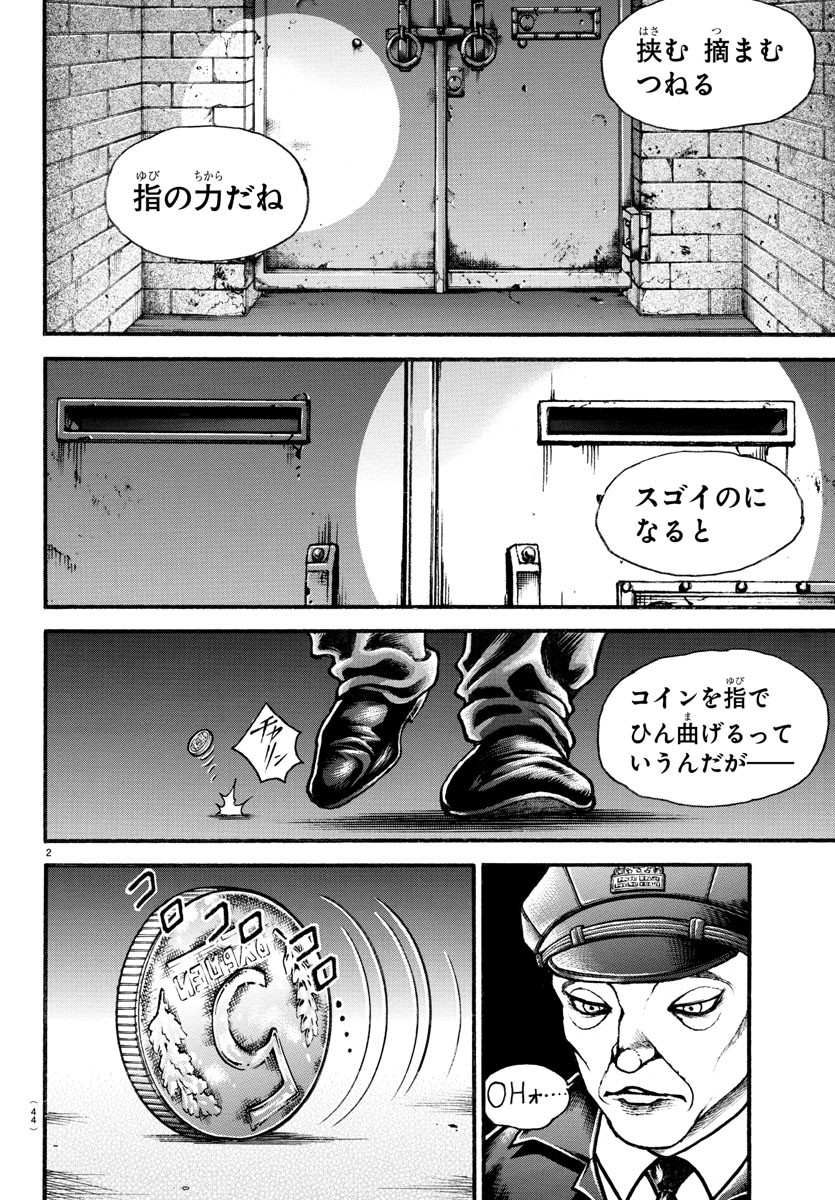 挟む 摘まむ
つねる
指の力だね
スゴイのに
なると
コインを指で
ひん曲げるって
いうんだが――
チャリン
2
OHォ……
コロコロコロ……
5
(44)